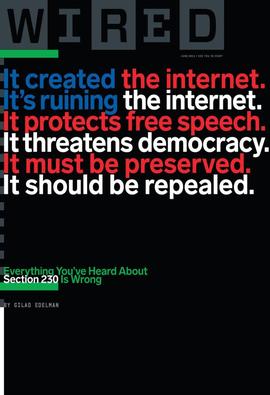 WIRED
It created the internet.
It's ruining the internet.
It protects free speech.
It threatens democracy.
It must be preserved.
It should be repealed.
Everything You've Heard About
Section 230 Is Wrong
BY GILAD EDELMAN